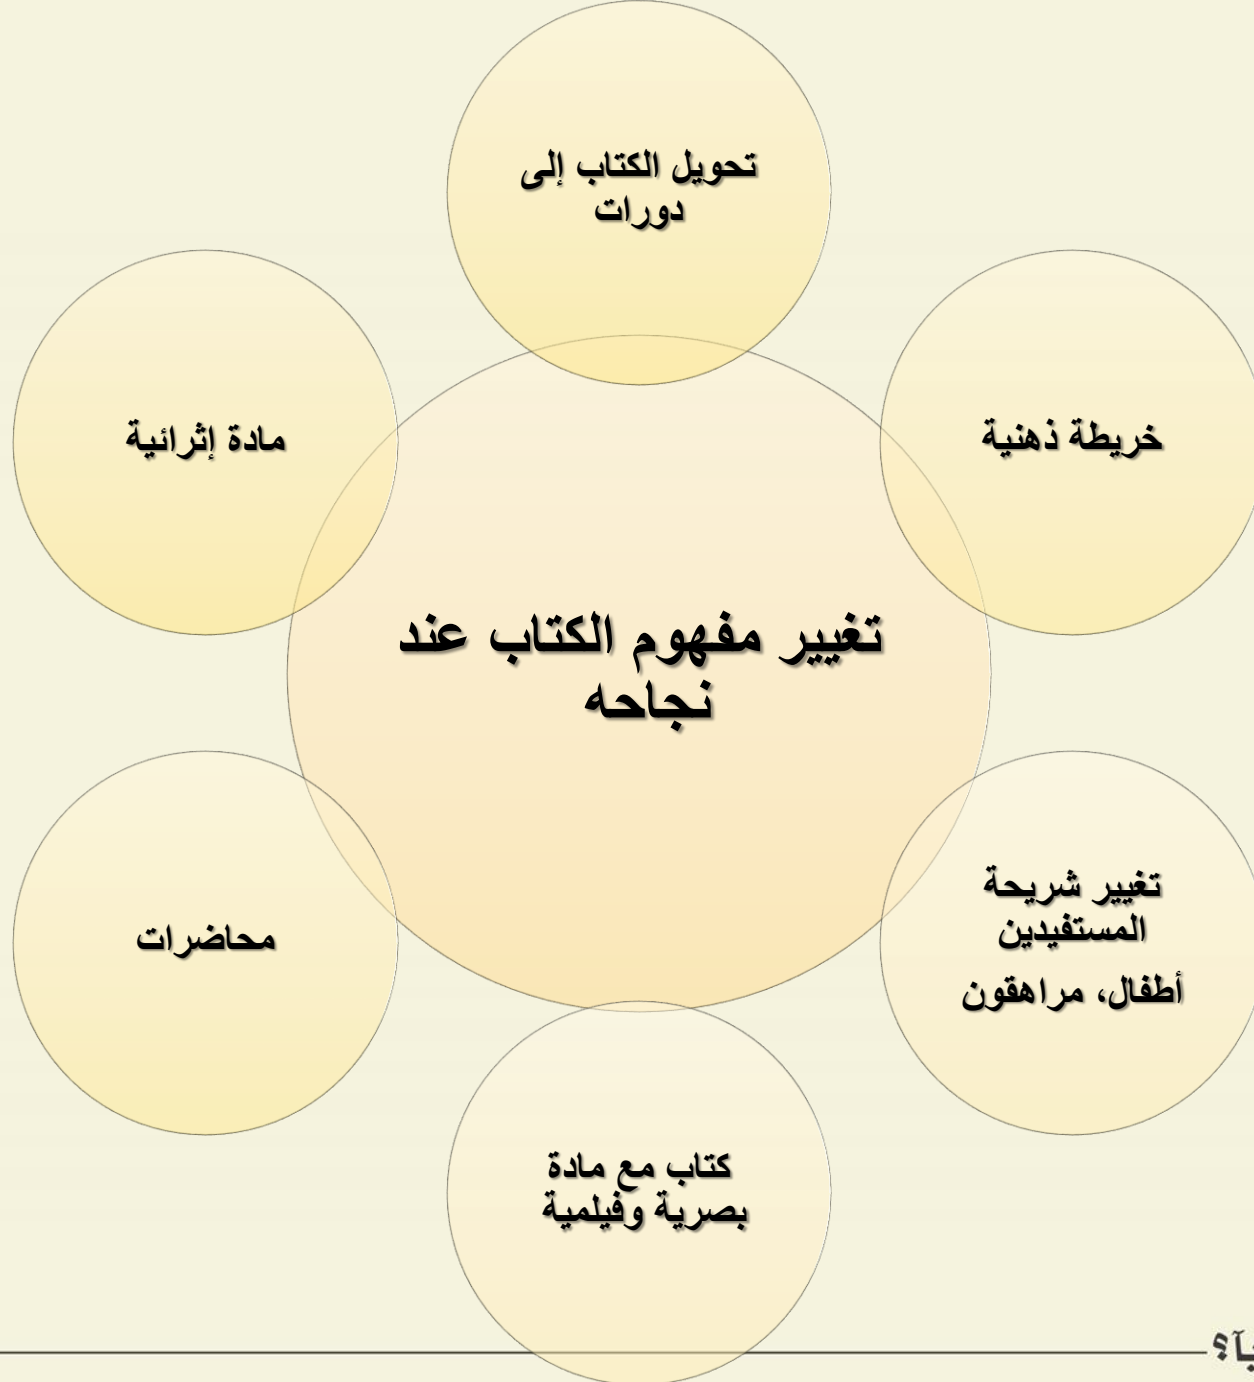 تحويل الكتاب إلى
دورات
خريطة ذهنية
مادة إثرائية
تغيير مفهوم الكتاب عند
نجاحه
تغيير شريحة
المستفيدين
أطفال، مراهقون
محاضرات
كتاب مع مادة
بصرية وفيلمية